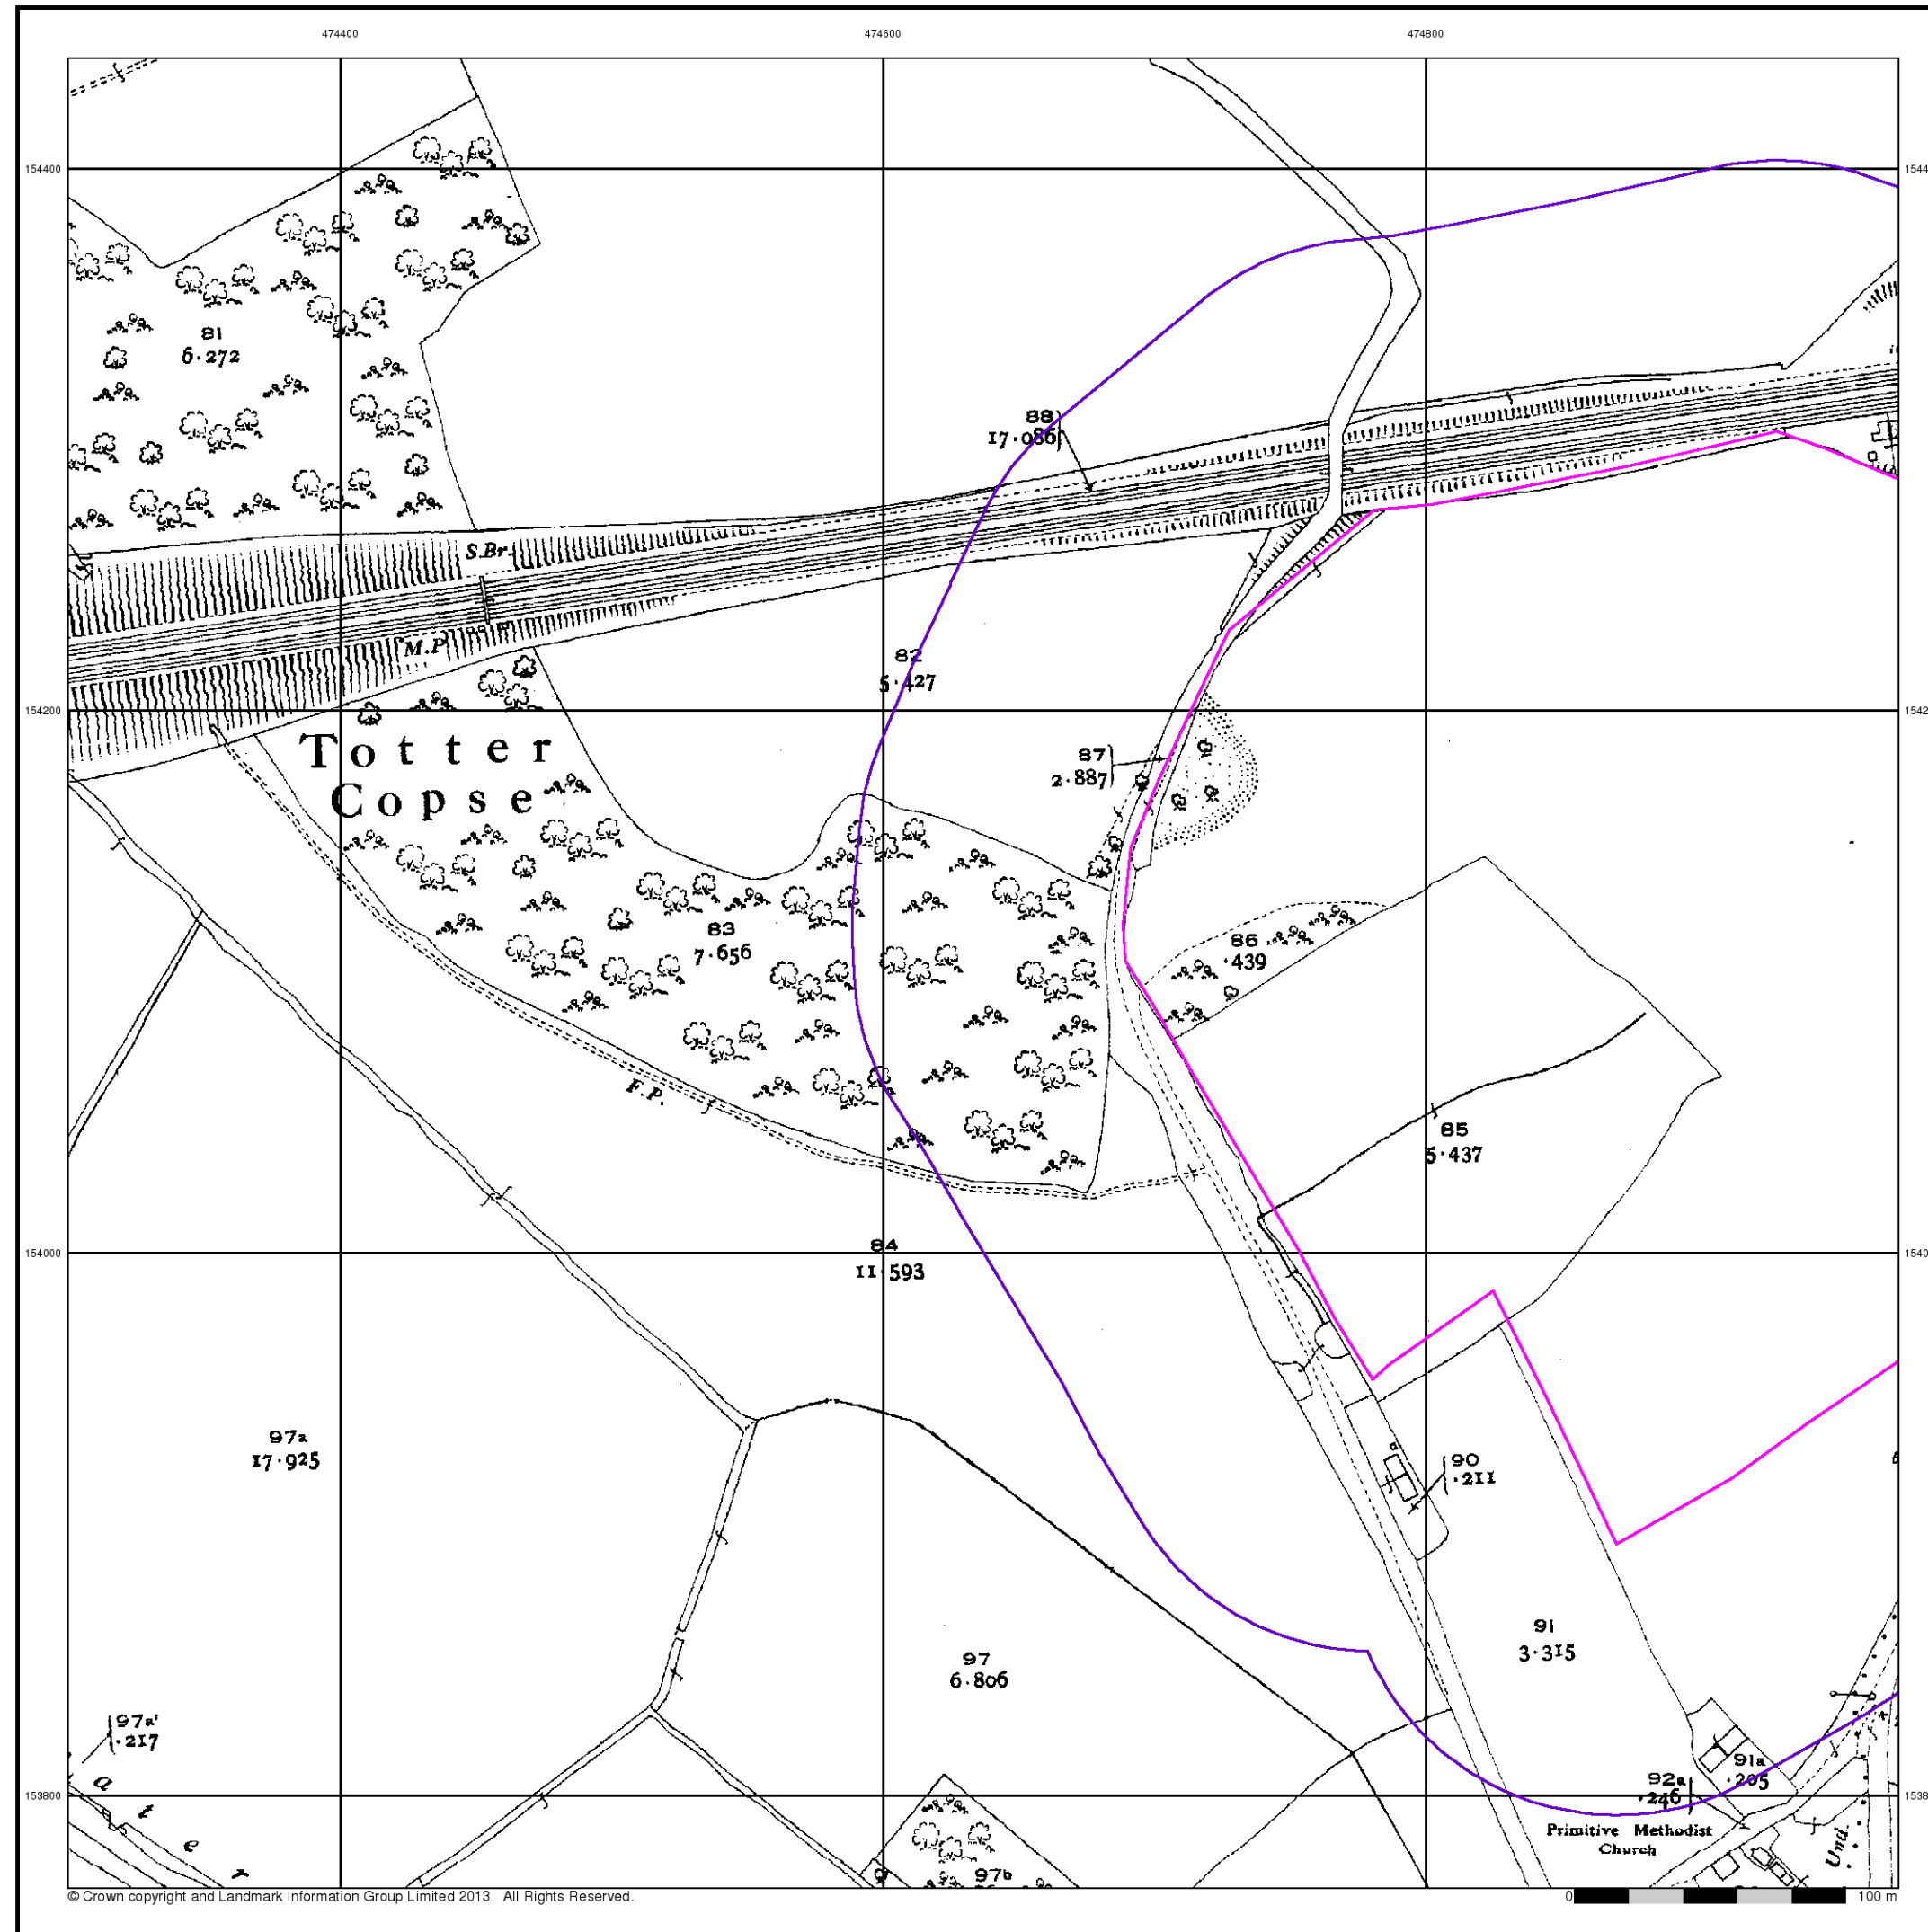 474400 474600 474800
154400
81
6·272
88
17·086
S.Br.
M.P.
82
5·427
154200
Totter
Copse
87
2·887
83
7·656
86
·439
F.P.
85
5·437
154000 1540
84
11·593
97a
17·925
90
·211
91
3·315
97
6·806
97a'
·217
a t e r
91a
·205
92a
·246
153800 1538
Primitive Methodist
Church
Und.
97b
© Crown copyright and Landmark Information Group Limited 2013. All Rights Reserved.
0 100 m